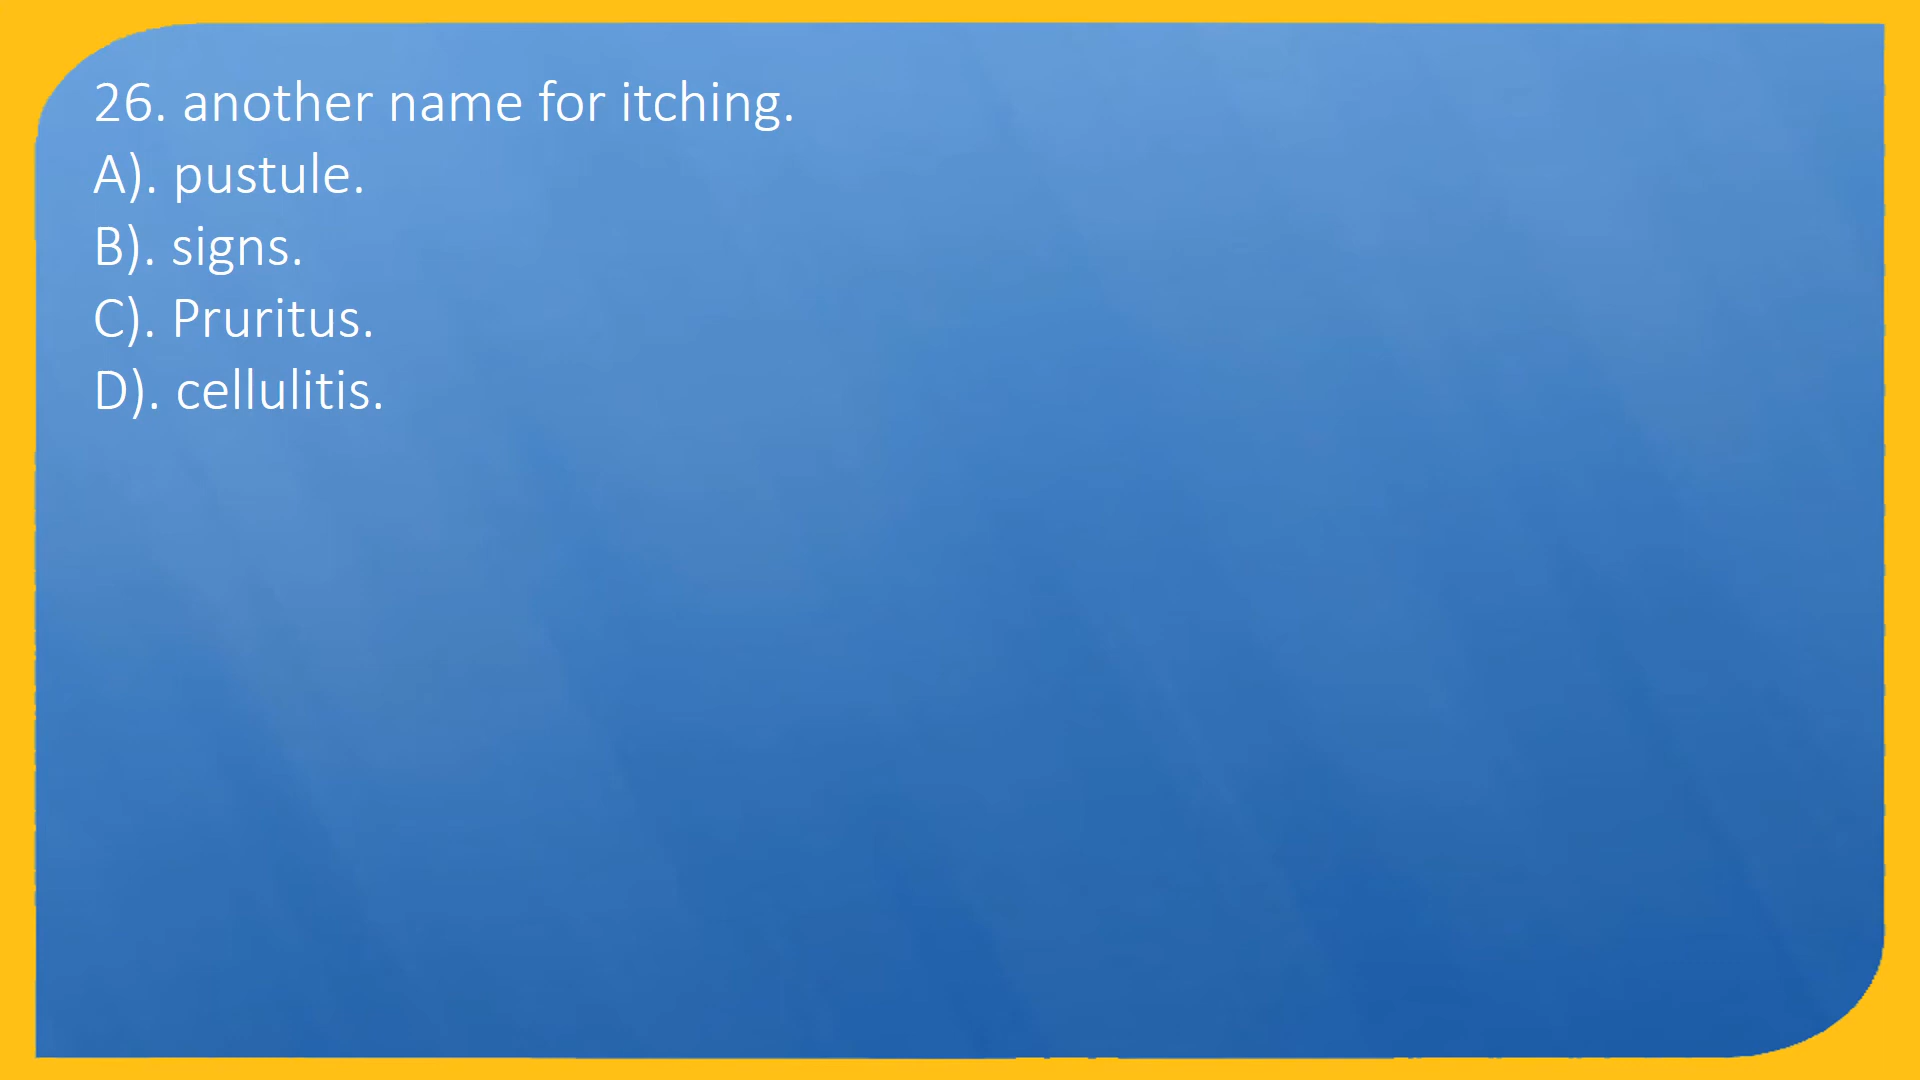 26. another name for itching.
A). pustule.
B). signs.
C). Pruritus.
D). cellulitis.